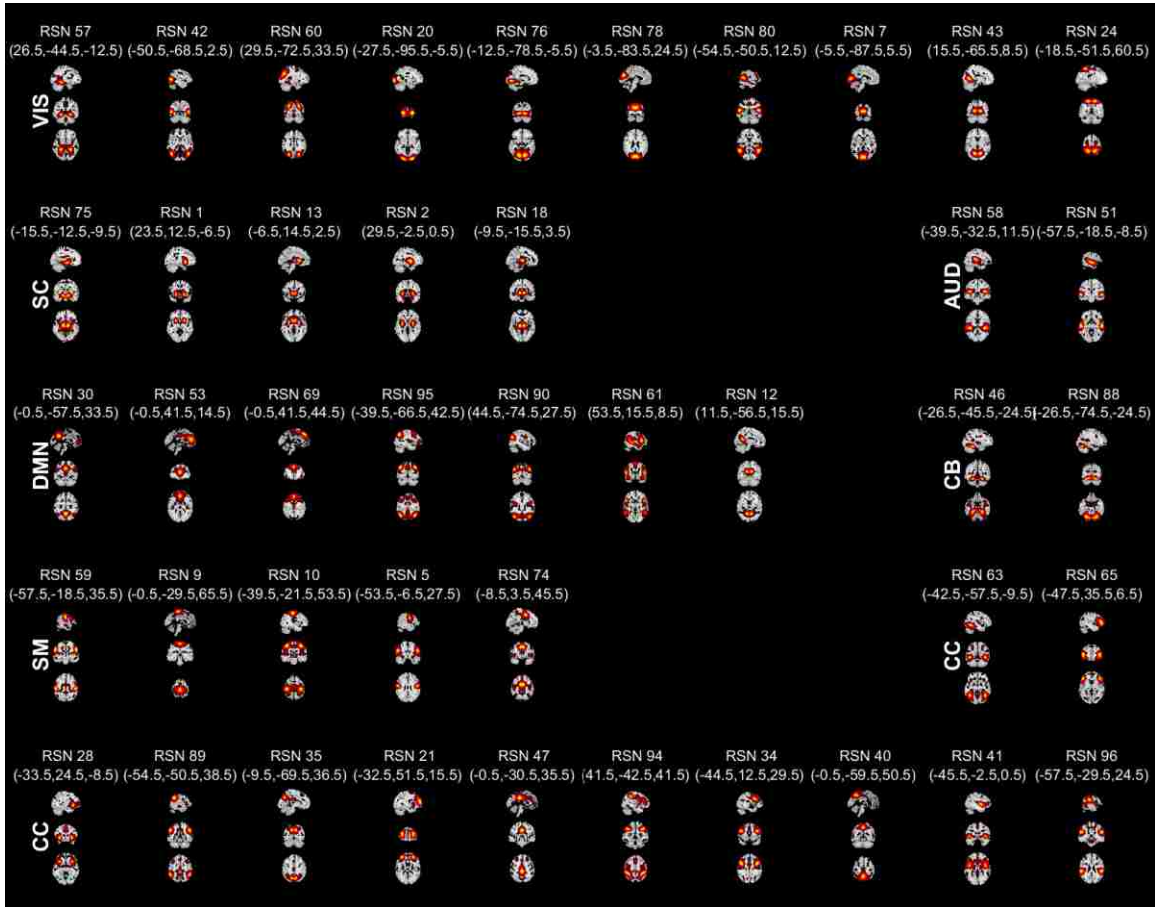 RSN 57 RSN 42 RSN 60 RSN 20 RSN 76 RSN 78 RSN 80 RSN 7 RSN 43 RSN 24
(26.5,-44.5,-12.5) (-50.5,-68.5,2.5) (29.5,-72.5,33.5) (-27.5,-95.5,-5.5) (-12.5,-78.5,-5.5) (-3.5,-83.5,24.5) (-54.5,-50.5,12.5) (-5.5,-87.5,5.5) (15.5,-65.5,8.5) (-18.5,-51.5,60.5)
VIS
RSN 75 RSN 1 RSN 13 RSN 2 RSN 18 RSN 58 RSN 51
(-15.5,-12.5,-9.5) (23.5,12.5,-6.5) (-6.5,14.5,2.5) (29.5,-2.5,0.5) (-9.5,-15.5,3.5) (-39.5,-32.5,11.5) (-57.5,-18.5,-8.5)
SC AUD
RSN 30 RSN 53 RSN 69 RSN 95 RSN 90 RSN 61 RSN 12 RSN 46 RSN 88
(-0.5,-57.5,33.5) (-0.5,41.5,14.5) (-0.5,41.5,44.5) (-39.5,-66.5,42.5) (44.5,-74.5,27.5) (53.5,15.5,8.5) (11.5,-56.5,15.5) (-26.5,-45.5,-24.5) (-26.5,-74.5,-24.5)
DMN CB
RSN 59 RSN 9 RSN 10 RSN 5 RSN 74 RSN 63 RSN 65
(-57.5,-18.5,35.5) (-0.5,-29.5,65.5) (-39.5,-21.5,53.5) (-53.5,-6.5,27.5) (-8.5,3.5,45.5) (-42.5,-57.5,-9.5) (-47.5,35.5,6.5)
SM CC
RSN 28 RSN 89 RSN 35 RSN 21 RSN 47 RSN 94 RSN 34 RSN 40 RSN 41 RSN 96
(-33.5,24.5,-8.5) (-54.5,-50.5,38.5) (-9.5,-69.5,36.5) (-32.5,51.5,15.5) (-0.5,-30.5,35.5) (41.5,-42.5,41.5) (-44.5,12.5,29.5) (-0.5,-59.5,50.5) (-45.5,-2.5,0.5) (-57.5,-29.5,24.5)
CC